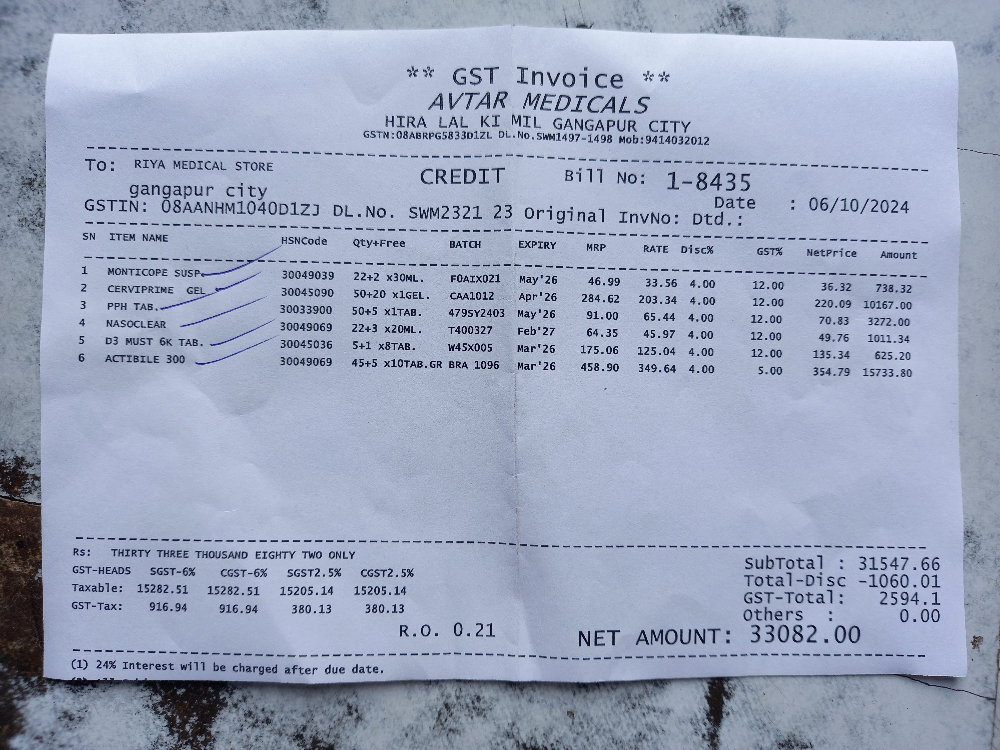 ** GST Invoice **
AVTAR MEDICALS
HIRA LAL KI MIL GANGAPUR CITY
GSTN:08ABRPG5833D1ZL DL.No.SWM1497-1498 Mob:9414032012
To: RIYA MEDICAL STORE CREDIT Bill No: 1-8435
gangapur city Date : 06/10/2024
GSTIN: 08AANHM1040D1ZJ DL.No. SWM2321 23 Original InvNo: Dtd.:
SN ITEM NAME HSNCode Qty+Free BATCH EXPIRY MRP RATE Disc% GST% NetPrice Amount
1 MONTICOPE SUSP. 30049039 22+2 x30ML. F0AIX021 May'26 46.99 33.56 4.00 12.00 36.32 738.32
2 CERVIPRIME GEL 30045090 50+20 x1GEL. CAA1012 Apr'26 284.62 203.34 4.00 12.00 220.09 10167.00
3 PPH TAB. 30033900 50+5 x1TAB. 479SY2403 May'26 91.00 65.44 4.00 12.00 70.83 3272.00
4 NASOCLEAR 30049069 22+3 x20ML. T400327 Feb'27 64.35 45.97 4.00 12.00 49.76 1011.34
5 D3 MUST 6K TAB. 30045036 5+1 x8TAB. W45X005 Mar'26 175.06 125.04 4.00 12.00 135.34 625.20
6 ACTIBILE 300 30049069 45+5 x10TAB.GR BRA 1096 Mar'26 458.90 349.64 4.00 5.00 354.79 15733.80
Rs: THIRTY THREE THOUSAND EIGHTY TWO ONLY
GST-HEADS SGST-6% CGST-6% SGST2.5% CGST2.5%
Taxable: 15282.51 15282.51 15205.14 15205.14
GST-Tax: 916.94 916.94 380.13 380.13
R.O. 0.21
SubTotal : 31547.66
Total-Disc -1060.01
GST-Total: 2594.1
Others : 0.00
NET AMOUNT: 33082.00
(1) 24% Interest will be charged after due date.